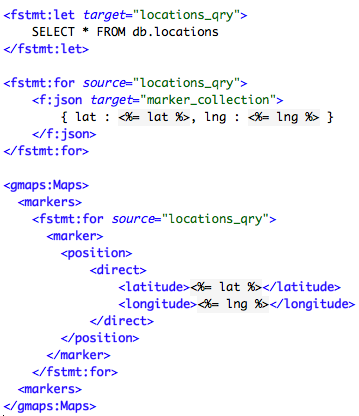 <fstmt:let target="locations_qry">
SELECT * FROM db.locations
</fstmt:let>
<fstmt:for source="locations_qry">
<f:json target="marker_collection">
{ lat : <%= lat %>, lng : <%= lng %> }
</f:json>
</fstmt:for>
<gmaps:Maps>
<markers>
<fstmt:for source="locations_qry">
<marker>
<position>
<direct>
<latitude><%= lat %></latitude>
<longitude><%= lng %></longitude>
</direct>
</position>
</marker>
</fstmt:for>
<markers>
</gmaps:Maps>